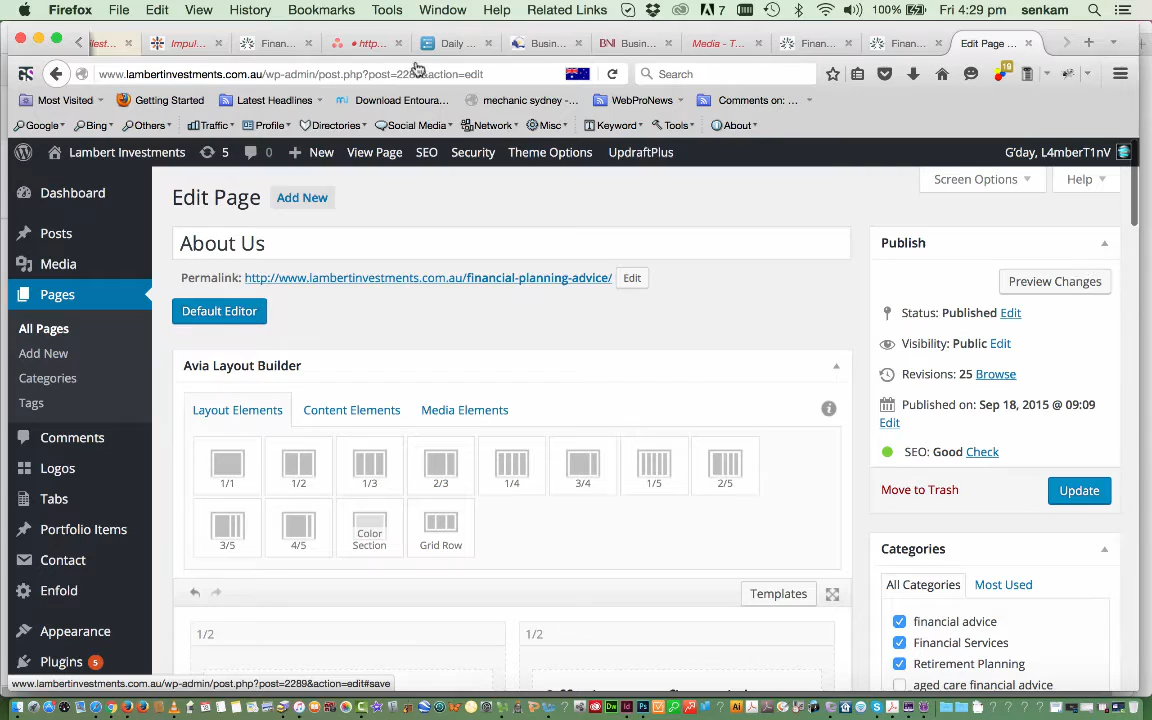 Firefox File Edit View History Bookmarks Tools Window Help Related Links 7 100% Fri 4:29 pm senkam
Impul... Finan... http... Daily ... Busin... BNI Busin... Media - T... Finan... Finan... Edit Page ...
www.lambertinvestments.com.au/wp-admin/post.php?post=2289&action=edit Search 10
Most Visited Getting Started Latest Headlines Download Entoura... mechanic sydney -... WebProNews Comments on: ...
Google Bing Others Traffic Profile Directories Social Media Network Misc Keyword Tools About
Lambert Investments 5 0 New View Page SEO Security Theme Options UpdraftPlus G'day, L4mberT1nV
Dashboard
Posts
Media
Pages
All Pages
Add New
Categories
Tags
Comments
Logos
Tabs
Portfolio Items
Contact
Enfold
Appearance
Plugins 5
Edit Page Add New
Screen Options Help
About Us
Permalink: http://www.lambertinvestments.com.au/financial-planning-advice/ Edit
Default Editor
Avia Layout Builder
Layout Elements Content Elements Media Elements
1/1 1/2 1/3 2/3 1/4 3/4 1/5 2/5
3/5 4/5 Color Section Grid Row
Templates
1/2 1/2
Publish
Preview Changes
Status: Published Edit
Visibility: Public Edit
Revisions: 25 Browse
Published on: Sep 18, 2015 @ 09:09
Edit
SEO: Good Check
Move to Trash Update
Categories
All Categories Most Used
financial advice
Financial Services
Retirement Planning
aged care financial advice
www.lambertinvestments.com.au/wp-admin/post.php?post=2289&action=edit#save